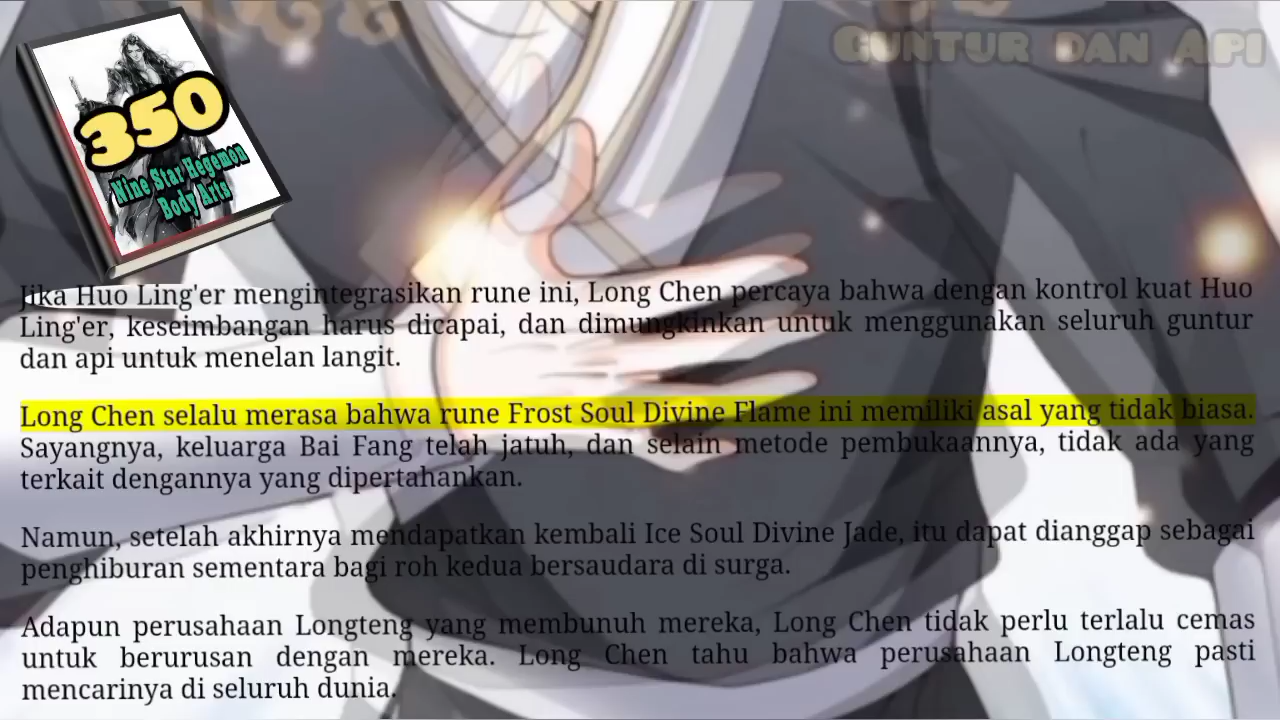 GUNTUR DAN API
350
Nine Star Hegemon
Body Arts
Jika Huo Ling'er mengintegrasikan rune ini, Long Chen percaya bahwa dengan kontrol kuat Huo
Ling'er, keseimbangan harus dicapai, dan dimungkinkan untuk menggunakan seluruh guntur
dan api untuk menelan langit.
Long Chen selalu merasa bahwa rune Frost Soul Divine Flame ini memiliki asal yang tidak biasa.
Sayangnya, keluarga Bai Fang telah jatuh, dan selain metode pembukaannya, tidak ada yang
terkait dengannya yang dipertahankan.
Namun, setelah akhirnya mendapatkan kembali Ice Soul Divine Jade, itu dapat dianggap sebagai
penghiburan sementara bagi roh kedua bersaudara di surga.
Adapun perusahaan Longteng yang membunuh mereka, Long Chen tidak perlu terlalu cemas
untuk berurusan dengan mereka. Long Chen tahu bahwa perusahaan Longteng pasti
mencarinya di seluruh dunia.